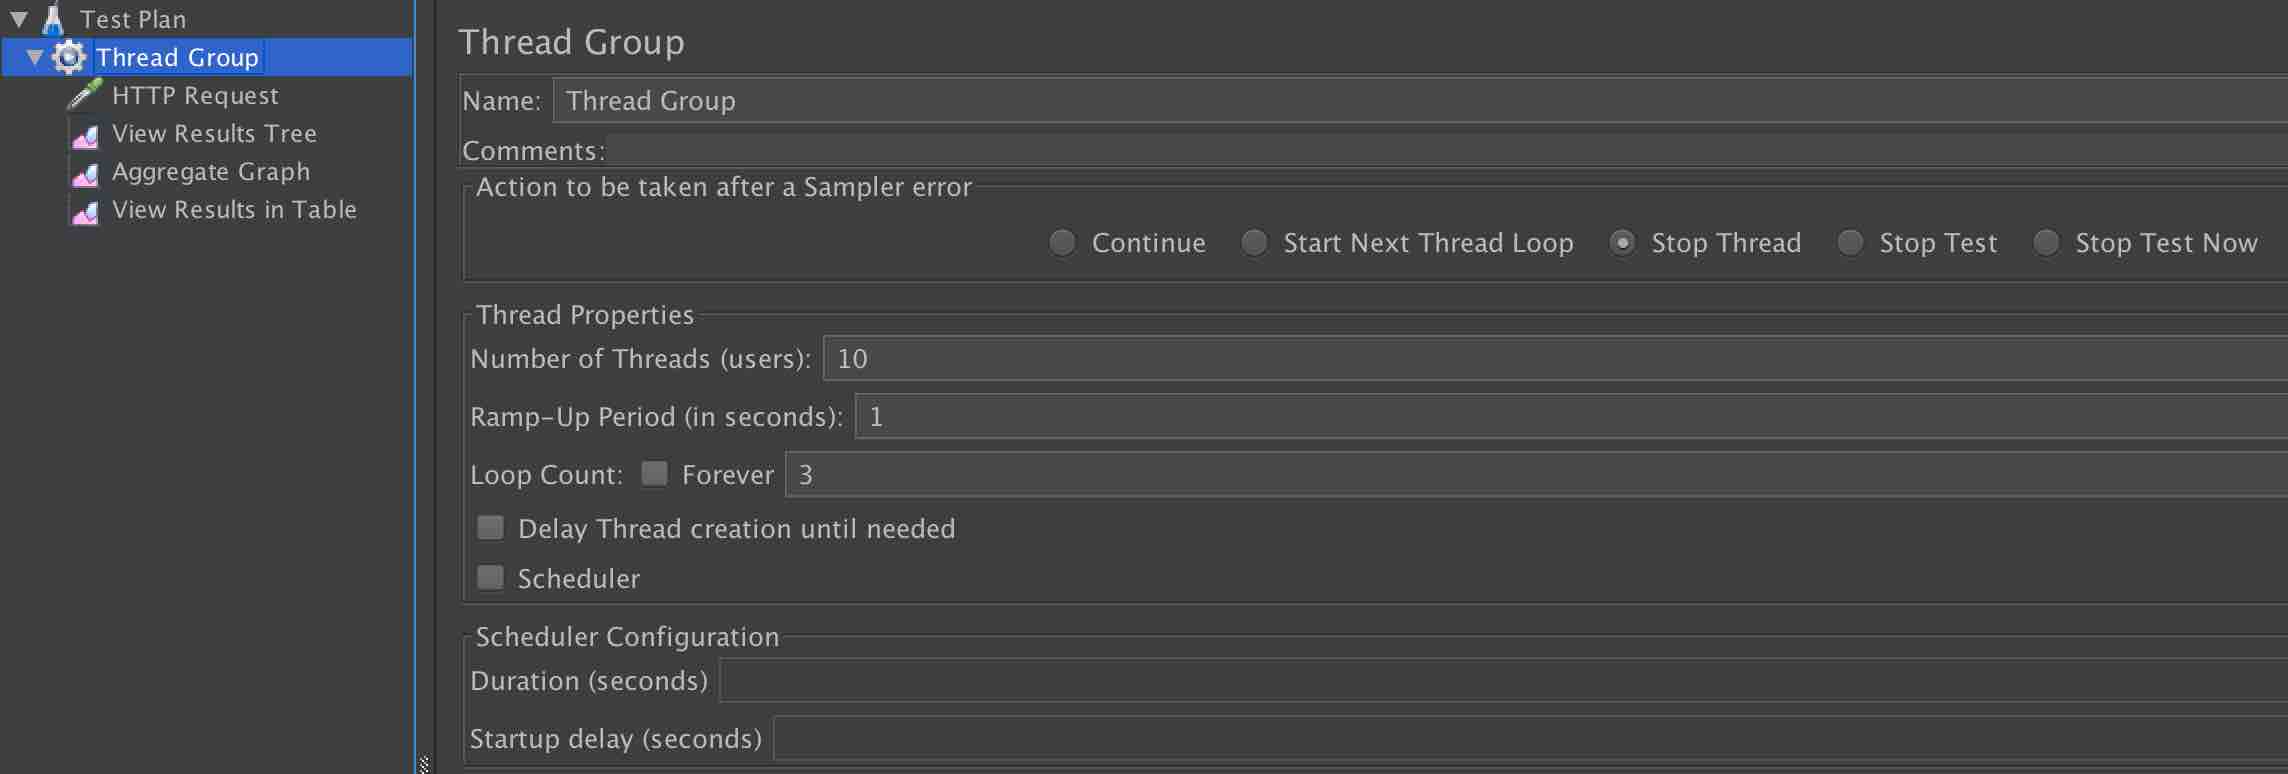 Test Plan
Thread Group
HTTP Request
View Results Tree
Aggregate Graph
View Results in Table
Thread Group
Name: Thread Group
Comments:
Action to be taken after a Sampler error
Continue Start Next Thread Loop Stop Thread Stop Test Stop Test Now
Thread Properties
Number of Threads (users): 10
Ramp-Up Period (in seconds): 1
Loop Count: Forever 3
Delay Thread creation until needed
Scheduler
Scheduler Configuration
Duration (seconds)
Startup delay (seconds)